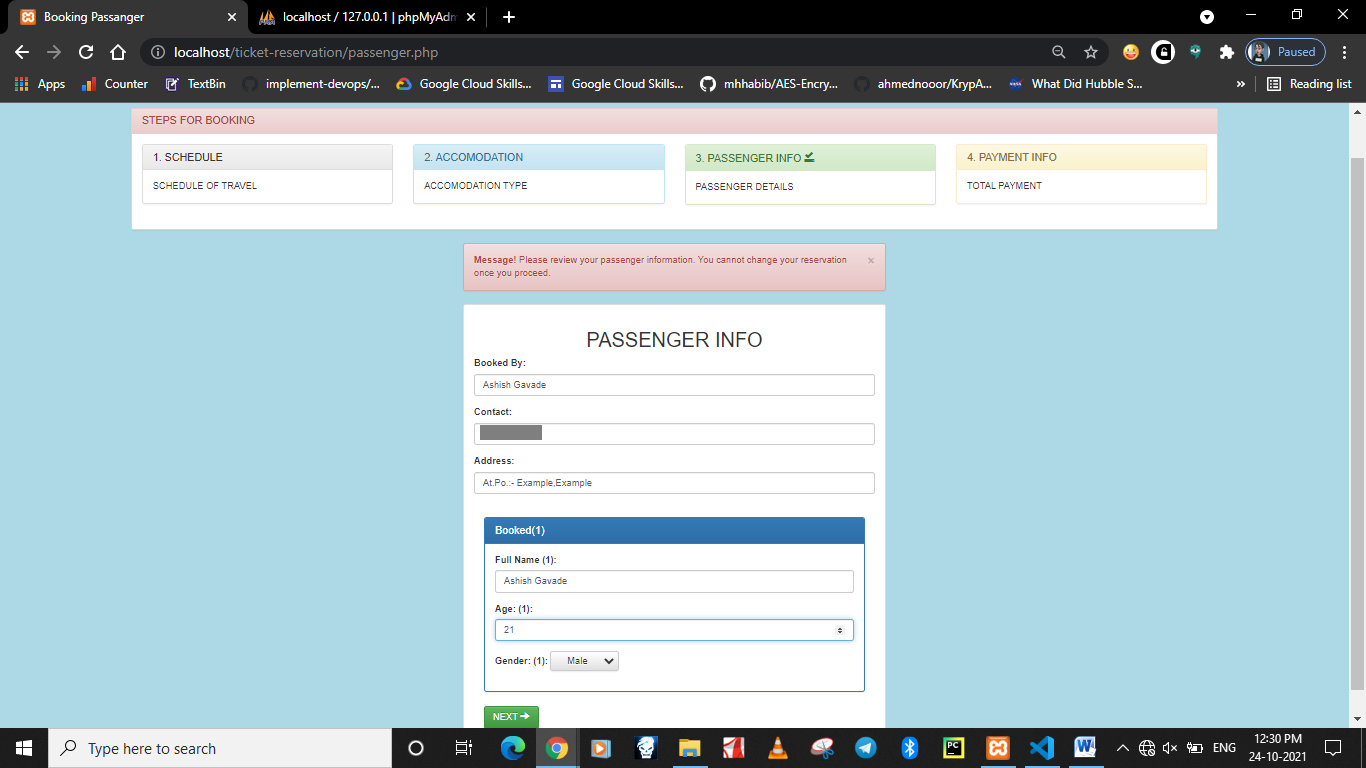 Booking Passanger
localhost / 127.0.0.1 | phpMyAdm
localhost/ticket-reservation/passenger.php
Paused
Apps
Counter
TextBin
implement-devops/...
Google Cloud Skills...
Google Cloud Skills...
mhhabib/AES-Encry...
ahmednooor/KrypA...
What Did Hubble S...
»
Reading list
STEPS FOR BOOKING
1. SCHEDULE
SCHEDULE OF TRAVEL
2. ACCOMODATION
ACCOMODATION TYPE
3. PASSENGER INFO
PASSENGER DETAILS
4. PAYMENT INFO
TOTAL PAYMENT
Message! Please review your passenger information. You cannot change your reservation
once you proceed.
×
PASSENGER INFO
Booked By:
Ashish Gavade
Contact:
Address:
At.Po.:- Example,Example
Booked(1)
Full Name (1):
Ashish Gavade
Age: (1):
21
Gender: (1): Male
NEXT
Type here to search
PC
W
ENG
12:30 PM
24-10-2021